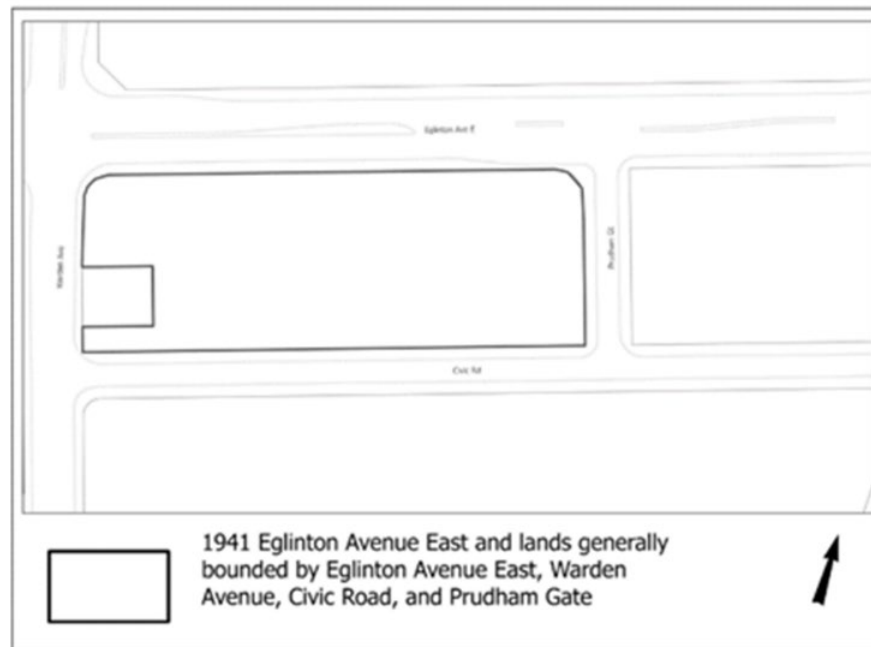 Eglinton Ave E
Warden Ave
Prudham Gt
Civic Rd
1941 Eglinton Avenue East and lands generally
bounded by Eglinton Avenue East, Warden
Avenue, Civic Road, and Prudham Gate